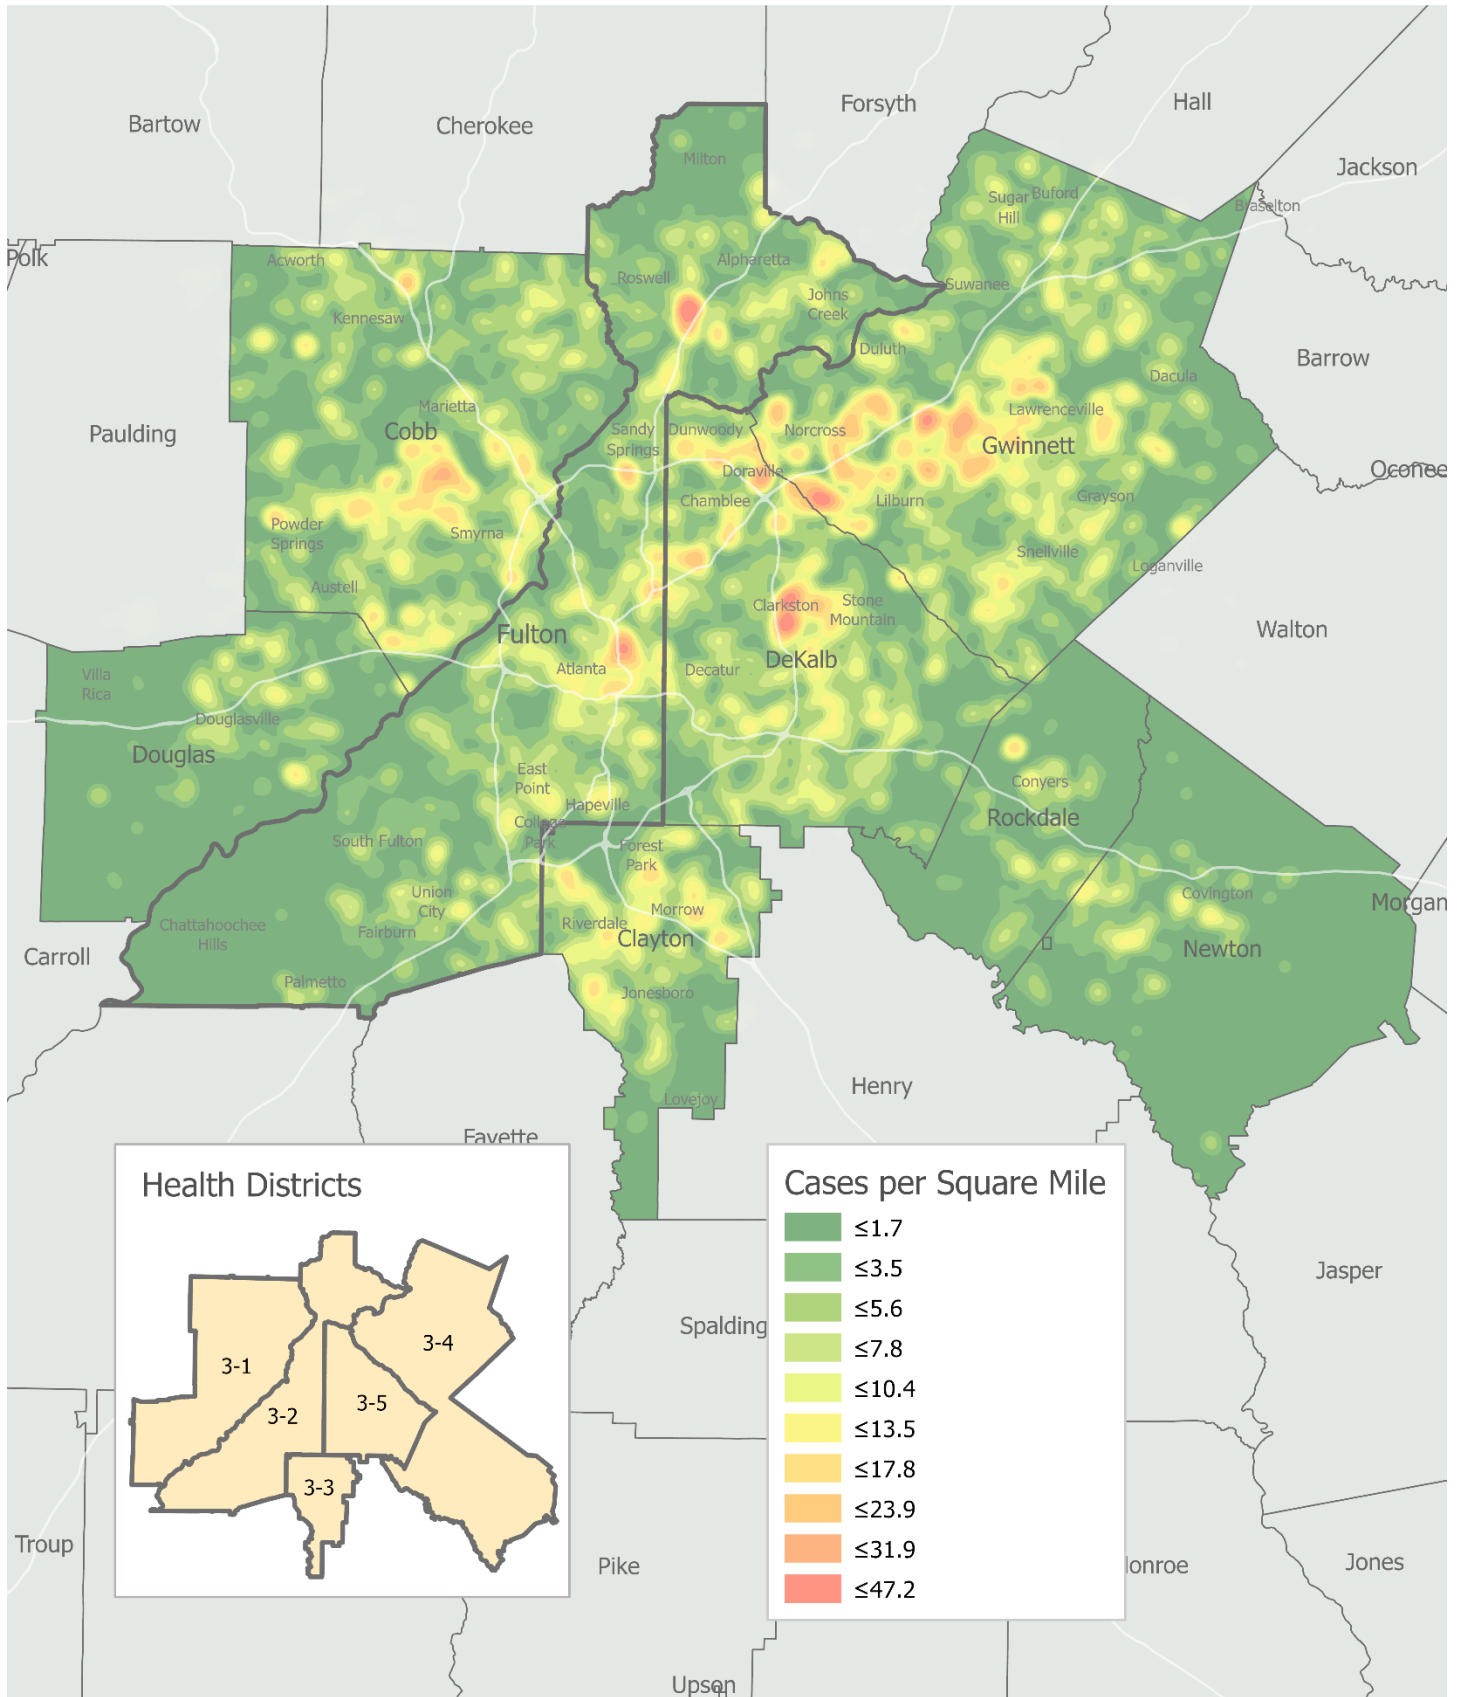 Bartow
Cherokee
Forsyth
Hall
Jackson
Milton
Sugar
Hill
Buford
Braselton
Polk
Acworth
Roswell
Alpharetta
Suwanee
Johns
Creek
Kennesaw
Duluth
Barrow
Dacula
Marietta
Lawrenceville
Paulding
Cobb
Sandy
Springs
Dunwoody
Norcross
Gwinnett
Doraville
Oconee
Chamblee
Lilburn
Grayson
Powder
Springs
Smyrna
Snellville
Loganville
Austell
Clarkston
Stone
Mountain
Fulton
Walton
Atlanta
Decatur
DeKalb
Villa
Rica
Douglasville
Douglas
East
Point
Conyers
Hapeville
Rockdale
College
Park
South Fulton
Forest
Park
Union
City
Covington
Morgan
Morrow
Chattahoochee
Hills
Fairburn
Riverdale
Clayton
Newton
Carroll
Palmetto
Jonesboro
Henry
Lovejoy
Fayette
Health Districts
3-1
3-2
3-3
3-4
3-5
Cases per Square Mile
≤1.7
≤3.5
≤5.6
≤7.8
≤10.4
≤13.5
≤17.8
≤23.9
≤31.9
≤47.2
Jasper
Spalding
Troup
Pike
onroe
Jones
Upson